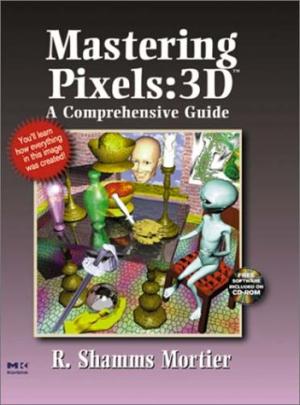 Mastering
Pixels:3D™
A Comprehensive Guide
You'll learn
how everything
in this image
was created!
FREE
SOFTWARE
INCLUDED ON
CD-ROM
R. Shamms Mortier
MK